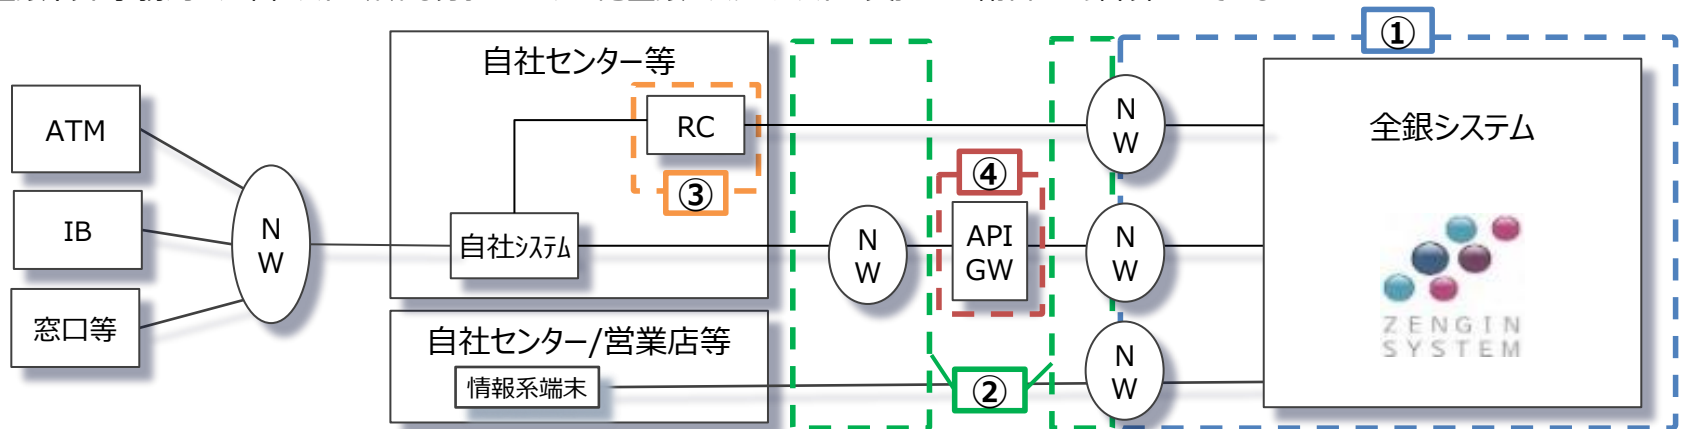 ①
自社センター等
全銀システム
ATM
RC
N
W
③
④
IB
N
W
自社システム
N
W
API
GW
N
W
窓口等
自社センター/営業店等
情報系端末
②
N
W
ZENGIN
SYSTEM